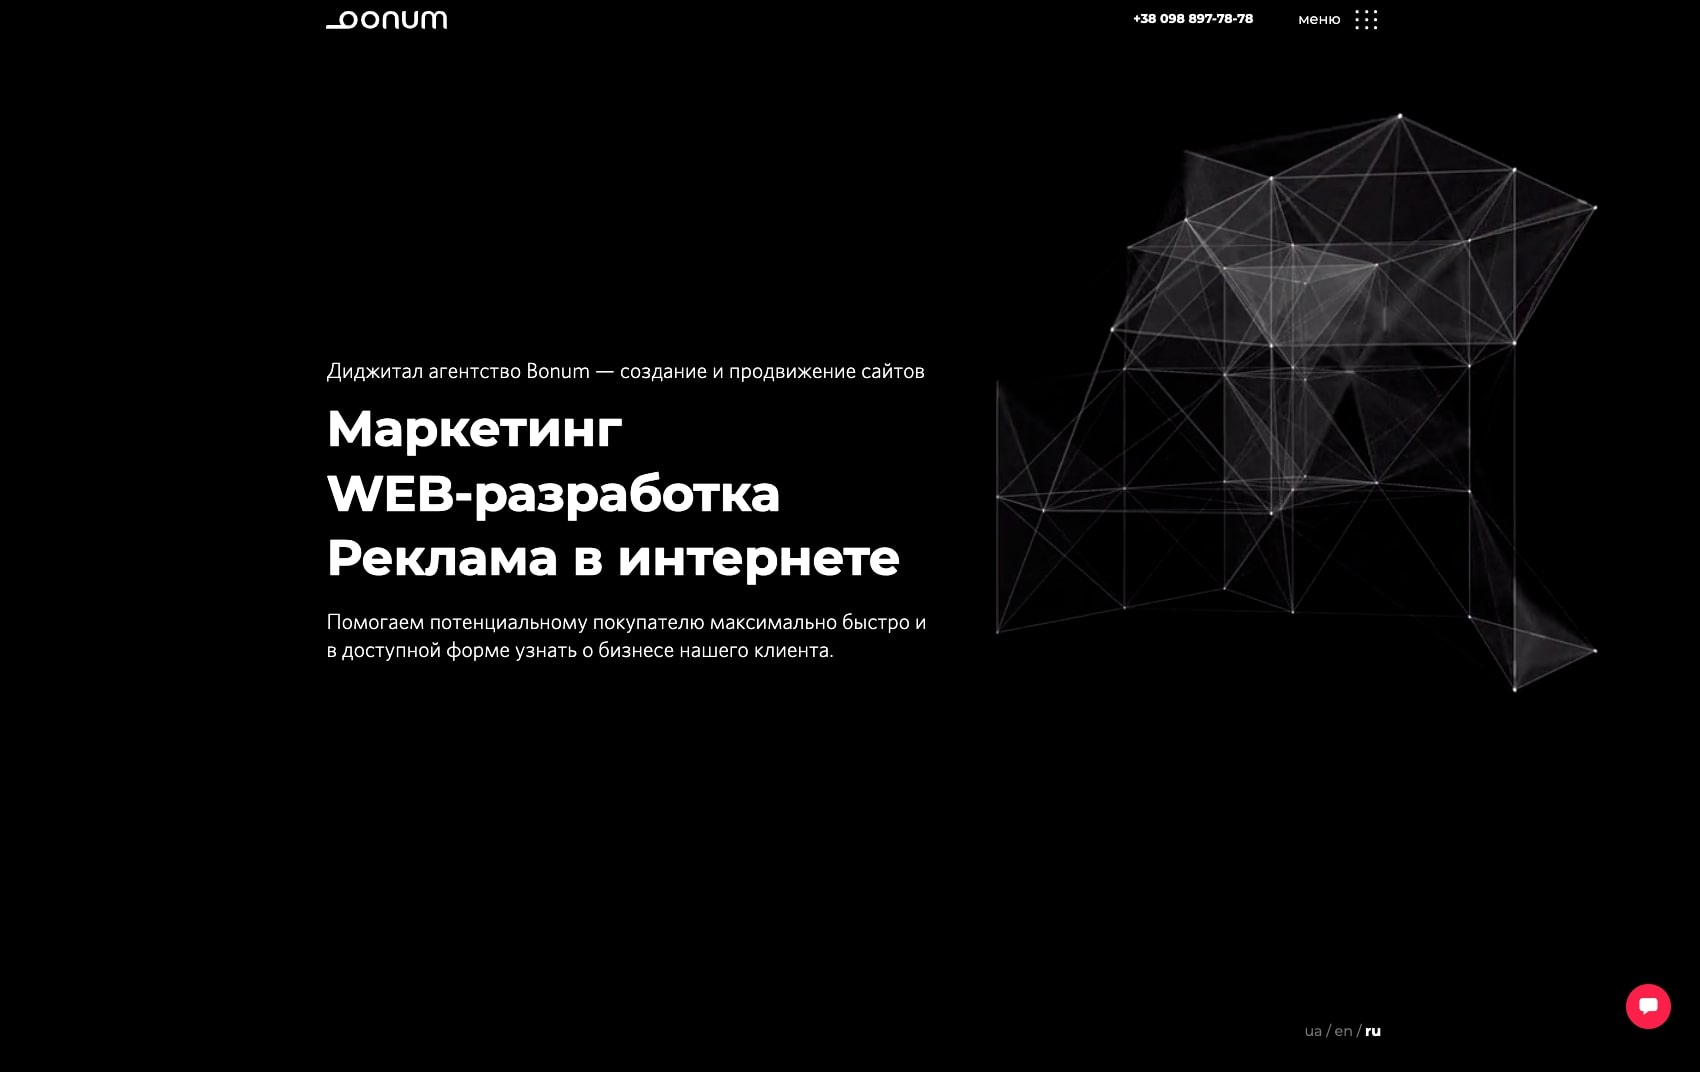 bonum
+38 098 897-78-78
меню
Диджитал агентство Bonum — создание и продвижение сайтов
Маркетинг
WEB-разработка
Реклама в интернете
Помогаем потенциальному покупателю максимально быстро и
в доступной форме узнать о бизнесе нашего клиента.
ua / en / ru